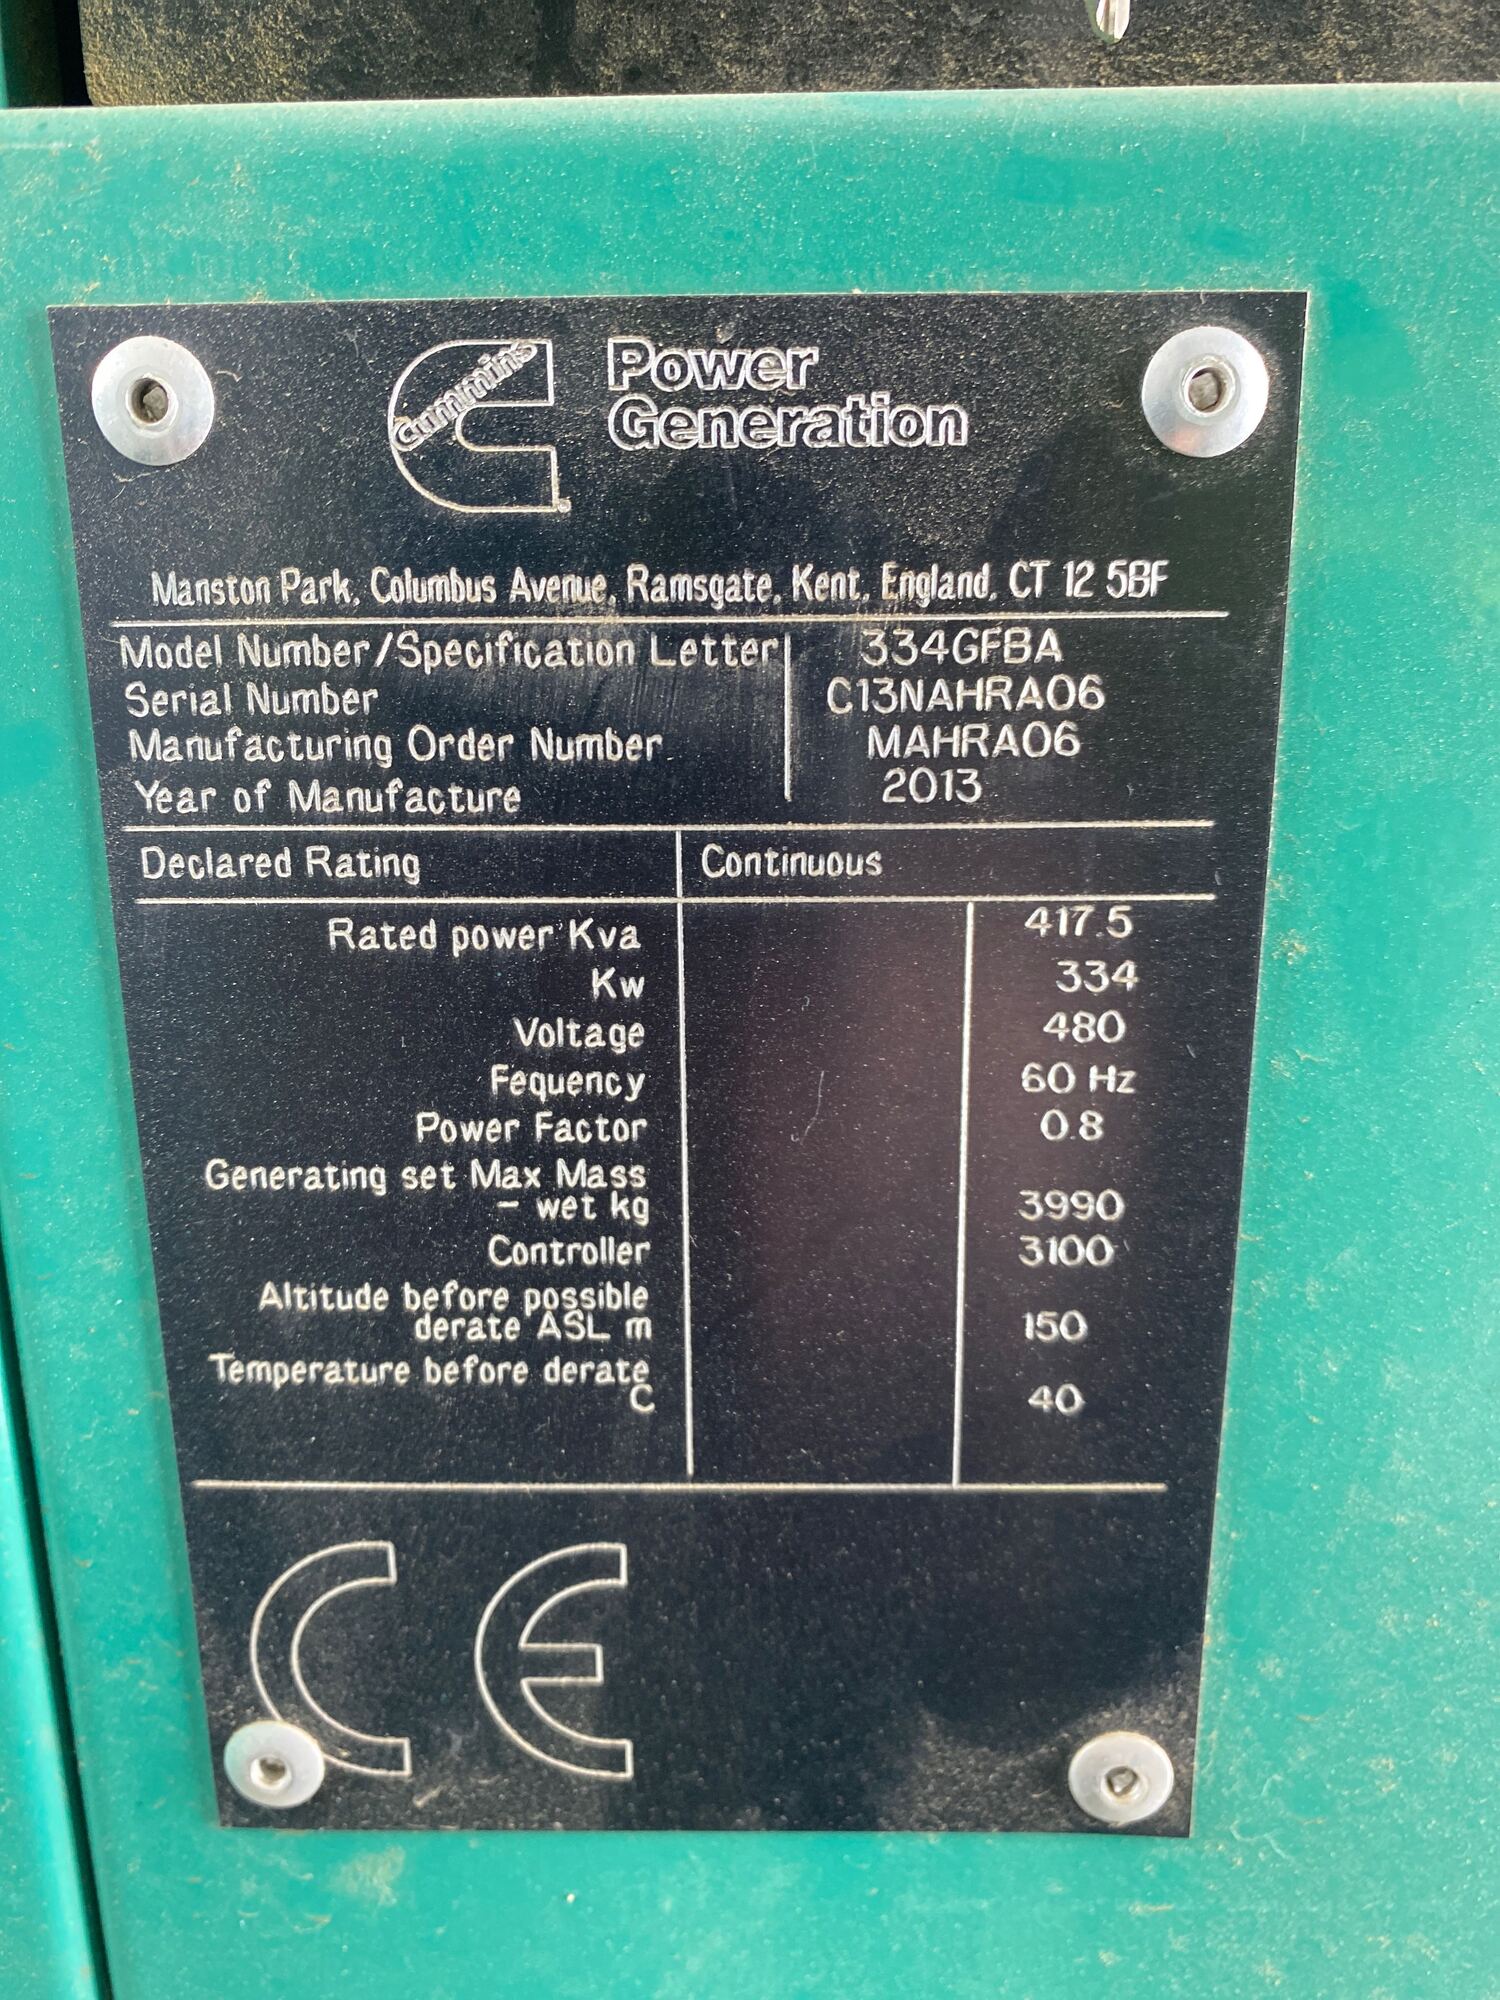 Cummins
Power
Generation
Manston Park, Columbus Avenue, Ramsgate, Kent, England, CT 12 5BF
Model Number/Specification Letter 334GFBA
Serial Number C13NAHRA06
Manufacturing Order Number MAHRA06
Year of Manufacture 2013
Declared Rating Continuous
Rated power Kva 417.5
Kw 334
Voltage 480
Fequency 60 Hz
Power Factor 0.8
Generating set Max Mass
- wet kg 3990
Controller 3100
Altitude before possible
derate ASL m 150
Temperature before derate
C 40
CE